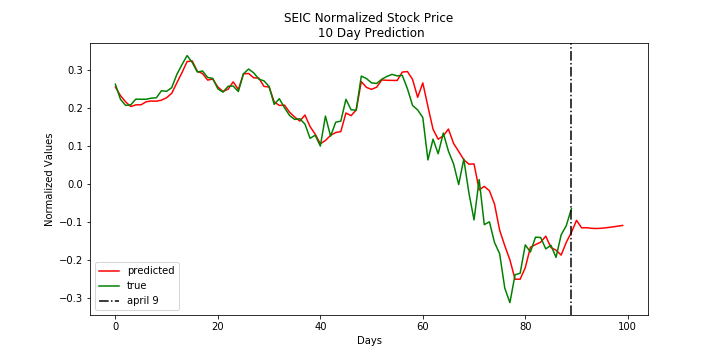 SEIC Normalized Stock Price
10 Day Prediction
Normalized Values
0.3
0.2
0.1
0.0
−0.1
−0.2
−0.3
predicted
true
april 9
0
20
40
60
80
100
Days